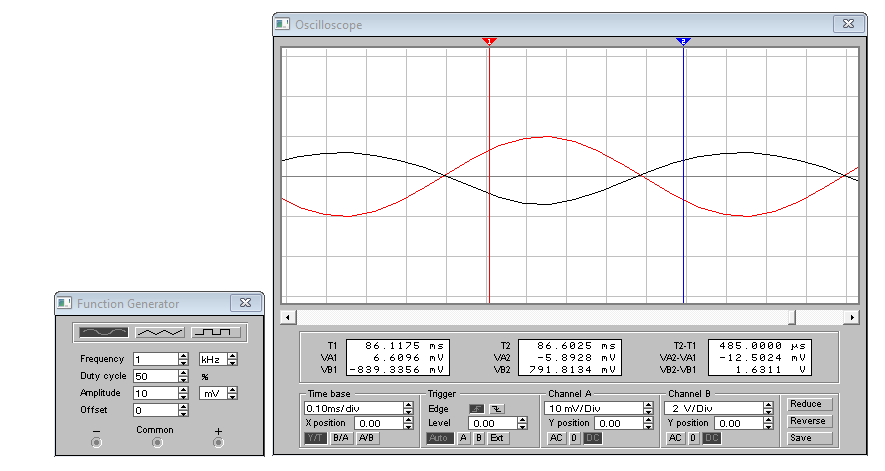 Oscilloscope
1 2
T1 86.1175 ms T2 86.6025 ms T2-T1 485.0000 µs
VA1 6.6096 mV VA2 -5.8928 mV VA2-VA1 -12.5024 mV
VB1 -839.3356 mV VB2 791.8134 mV VB2-VB1 1.6311 V
Time base Trigger Channel A Channel B
0.10ms/div Edge 10 mV/Div 2 V/Div Reduce
X position 0.00 Level 0.00 Y position 0.00 Y position 0.00 Reverse
Y/T B/A A/B Auto A B Ext AC 0 DC AC 0 DC Save
Function Generator
Frequency 1 kHz
Duty cycle 50 %
Amplitude 10 mV
Offset 0
− Common +